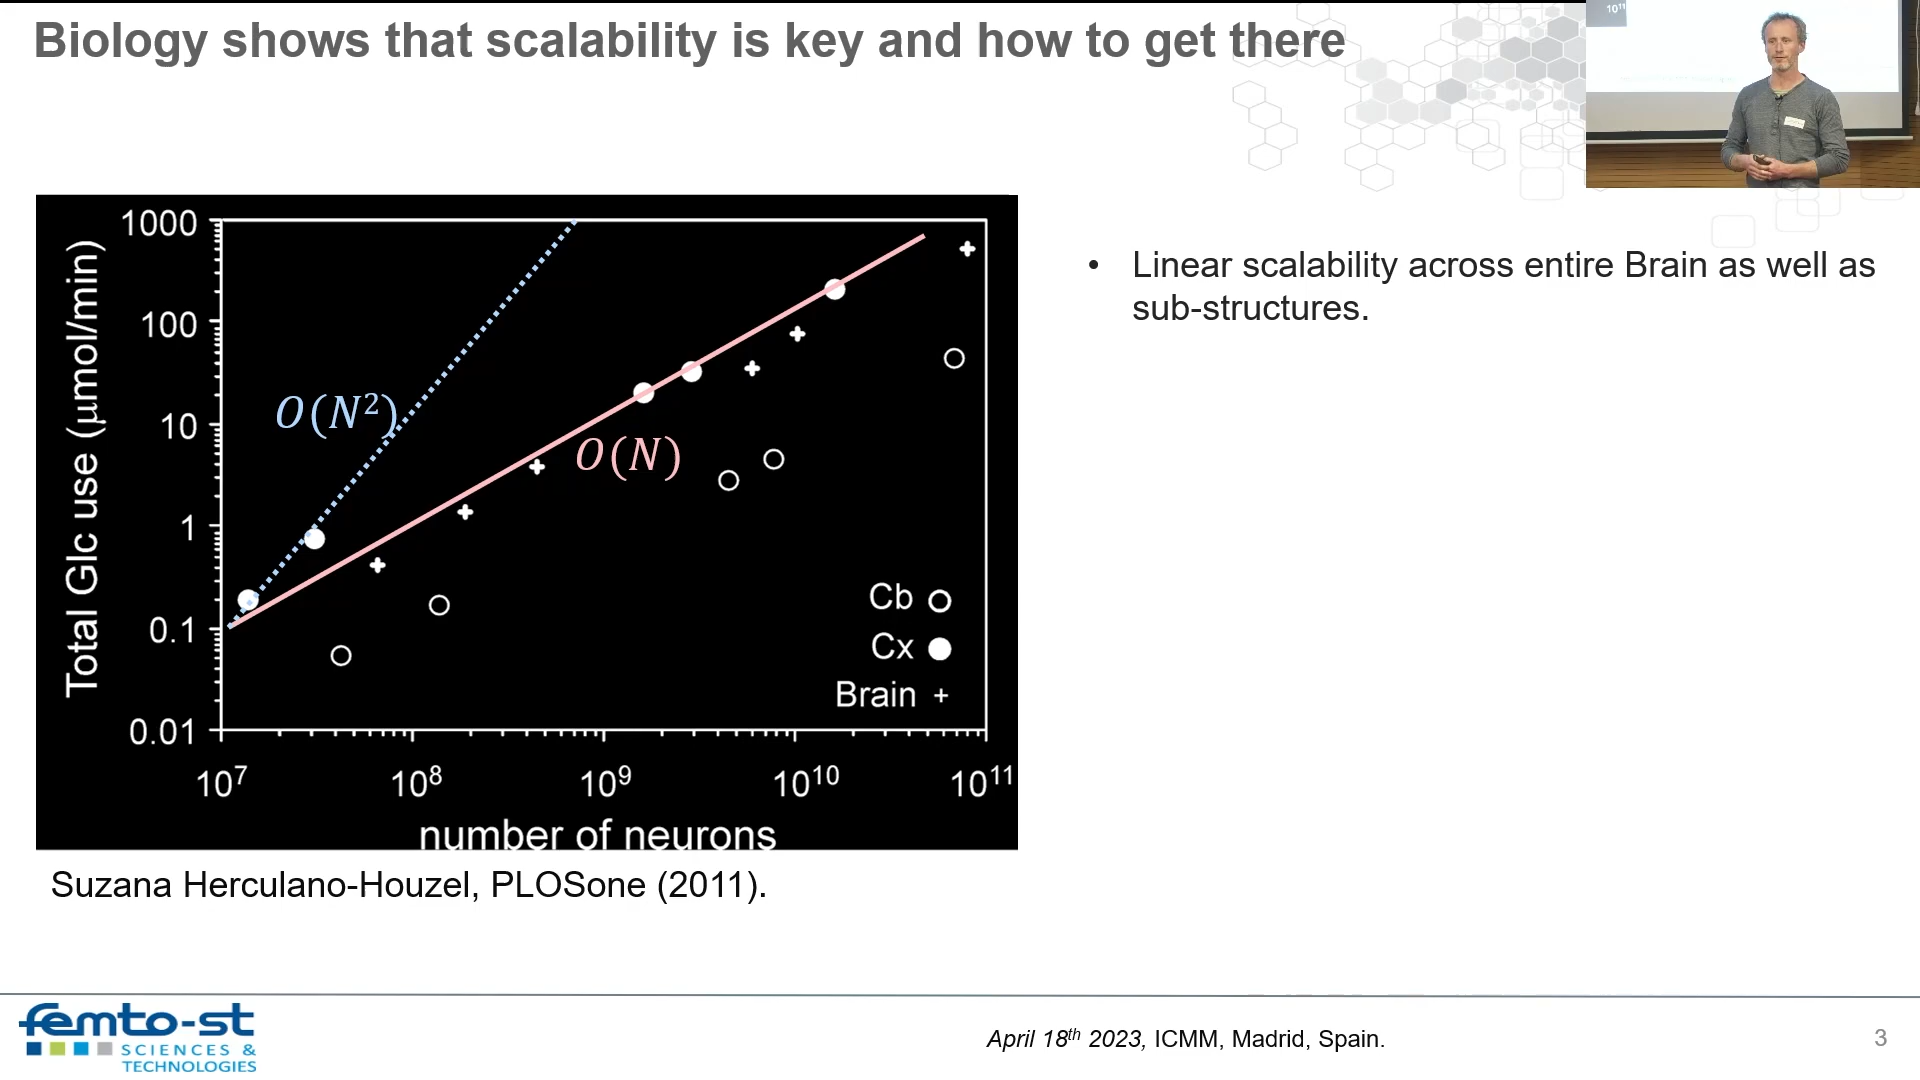 Biology shows that scalability is key and how to get there
10¹¹
1000
100
10
1
0.1
0.01
Total Glc use (µmol/min)
O(N²)
O(N)
Cb
Cx
Brain +
10⁷ 10⁸ 10⁹ 10¹⁰ 10¹¹
number of neurons
• Linear scalability across entire Brain as well as
sub-structures.
Suzana Herculano-Houzel, PLOSone (2011).
femto-st
SCIENCES &
TECHNOLOGIES
April 18th 2023, ICMM, Madrid, Spain.
3